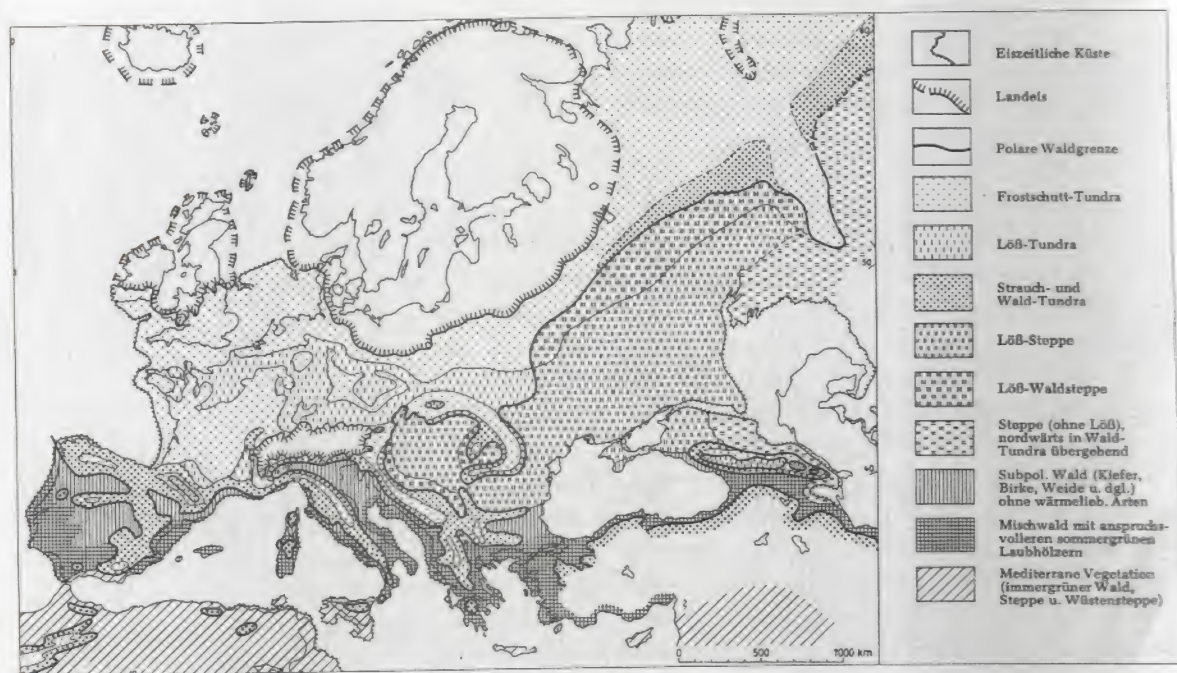 Eiszeitliche Küste
Landeis
Polare Waldgrenze
Frostschutt-Tundra
Löß-Tundra
Strauch- und
Wald-Tundra
Löß-Steppe
Löß-Waldsteppe
Steppe (ohne Löß),
nordwärts in Wald-
Tundra übergehend
Subpol. Wald (Kiefer,
Birke, Weide u. dgl.)
ohne wärmelieb. Arten
Mischwald mit anspruchs-
volleren sommergrünen
Laubhölzern
Mediterrane Vegetation
(immergrüner Wald,
Steppe u. Wüstensteppe)
?
0 500 1000 km